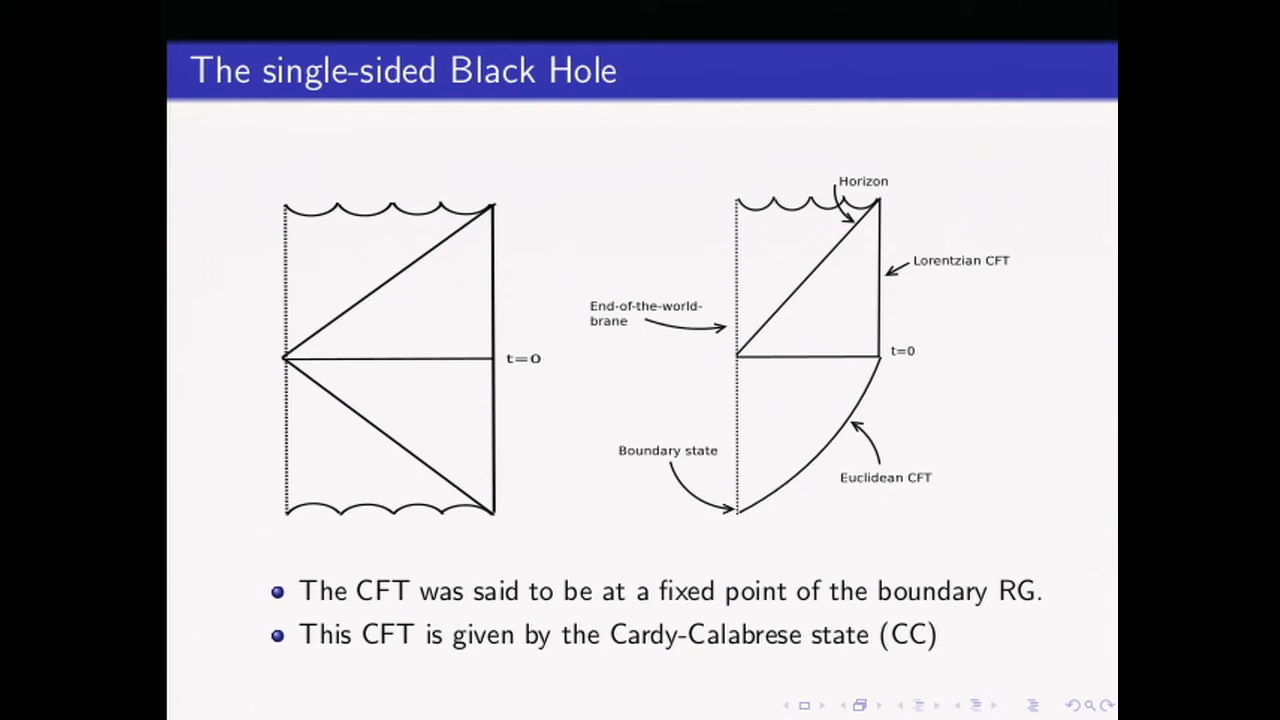 The single-sided Black Hole
Horizon
Lorentzian CFT
End-of-the-world-
brane
t=0
t=0
Boundary state
Euclidean CFT
The CFT was said to be at a fixed point of the boundary RG.
This CFT is given by the Cardy-Calabrese state (CC)